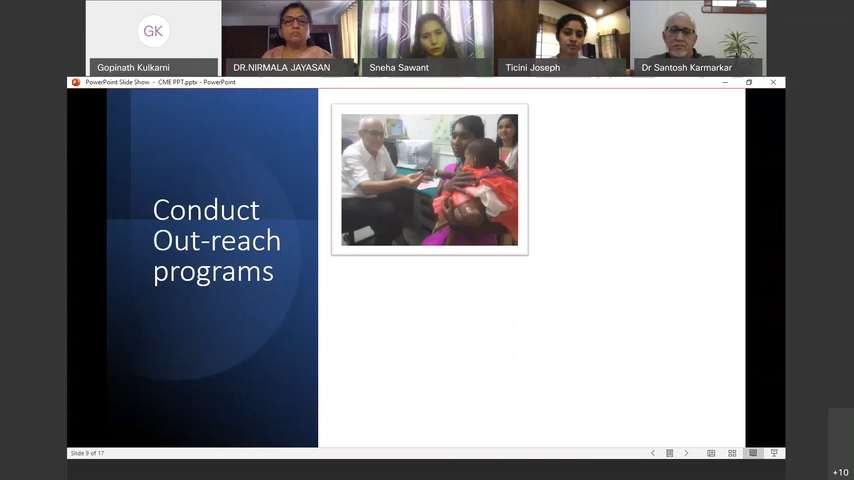 GK
Gopinath Kulkarni
DR.NIRMALA JAYASAN
Sneha Sawant
Ticini Joseph
Dr Santosh Karmarkar
PowerPoint Slide Show - CME PPT.pptx - PowerPoint
Conduct
Out-reach
programs
Slide 9 of 17
+10